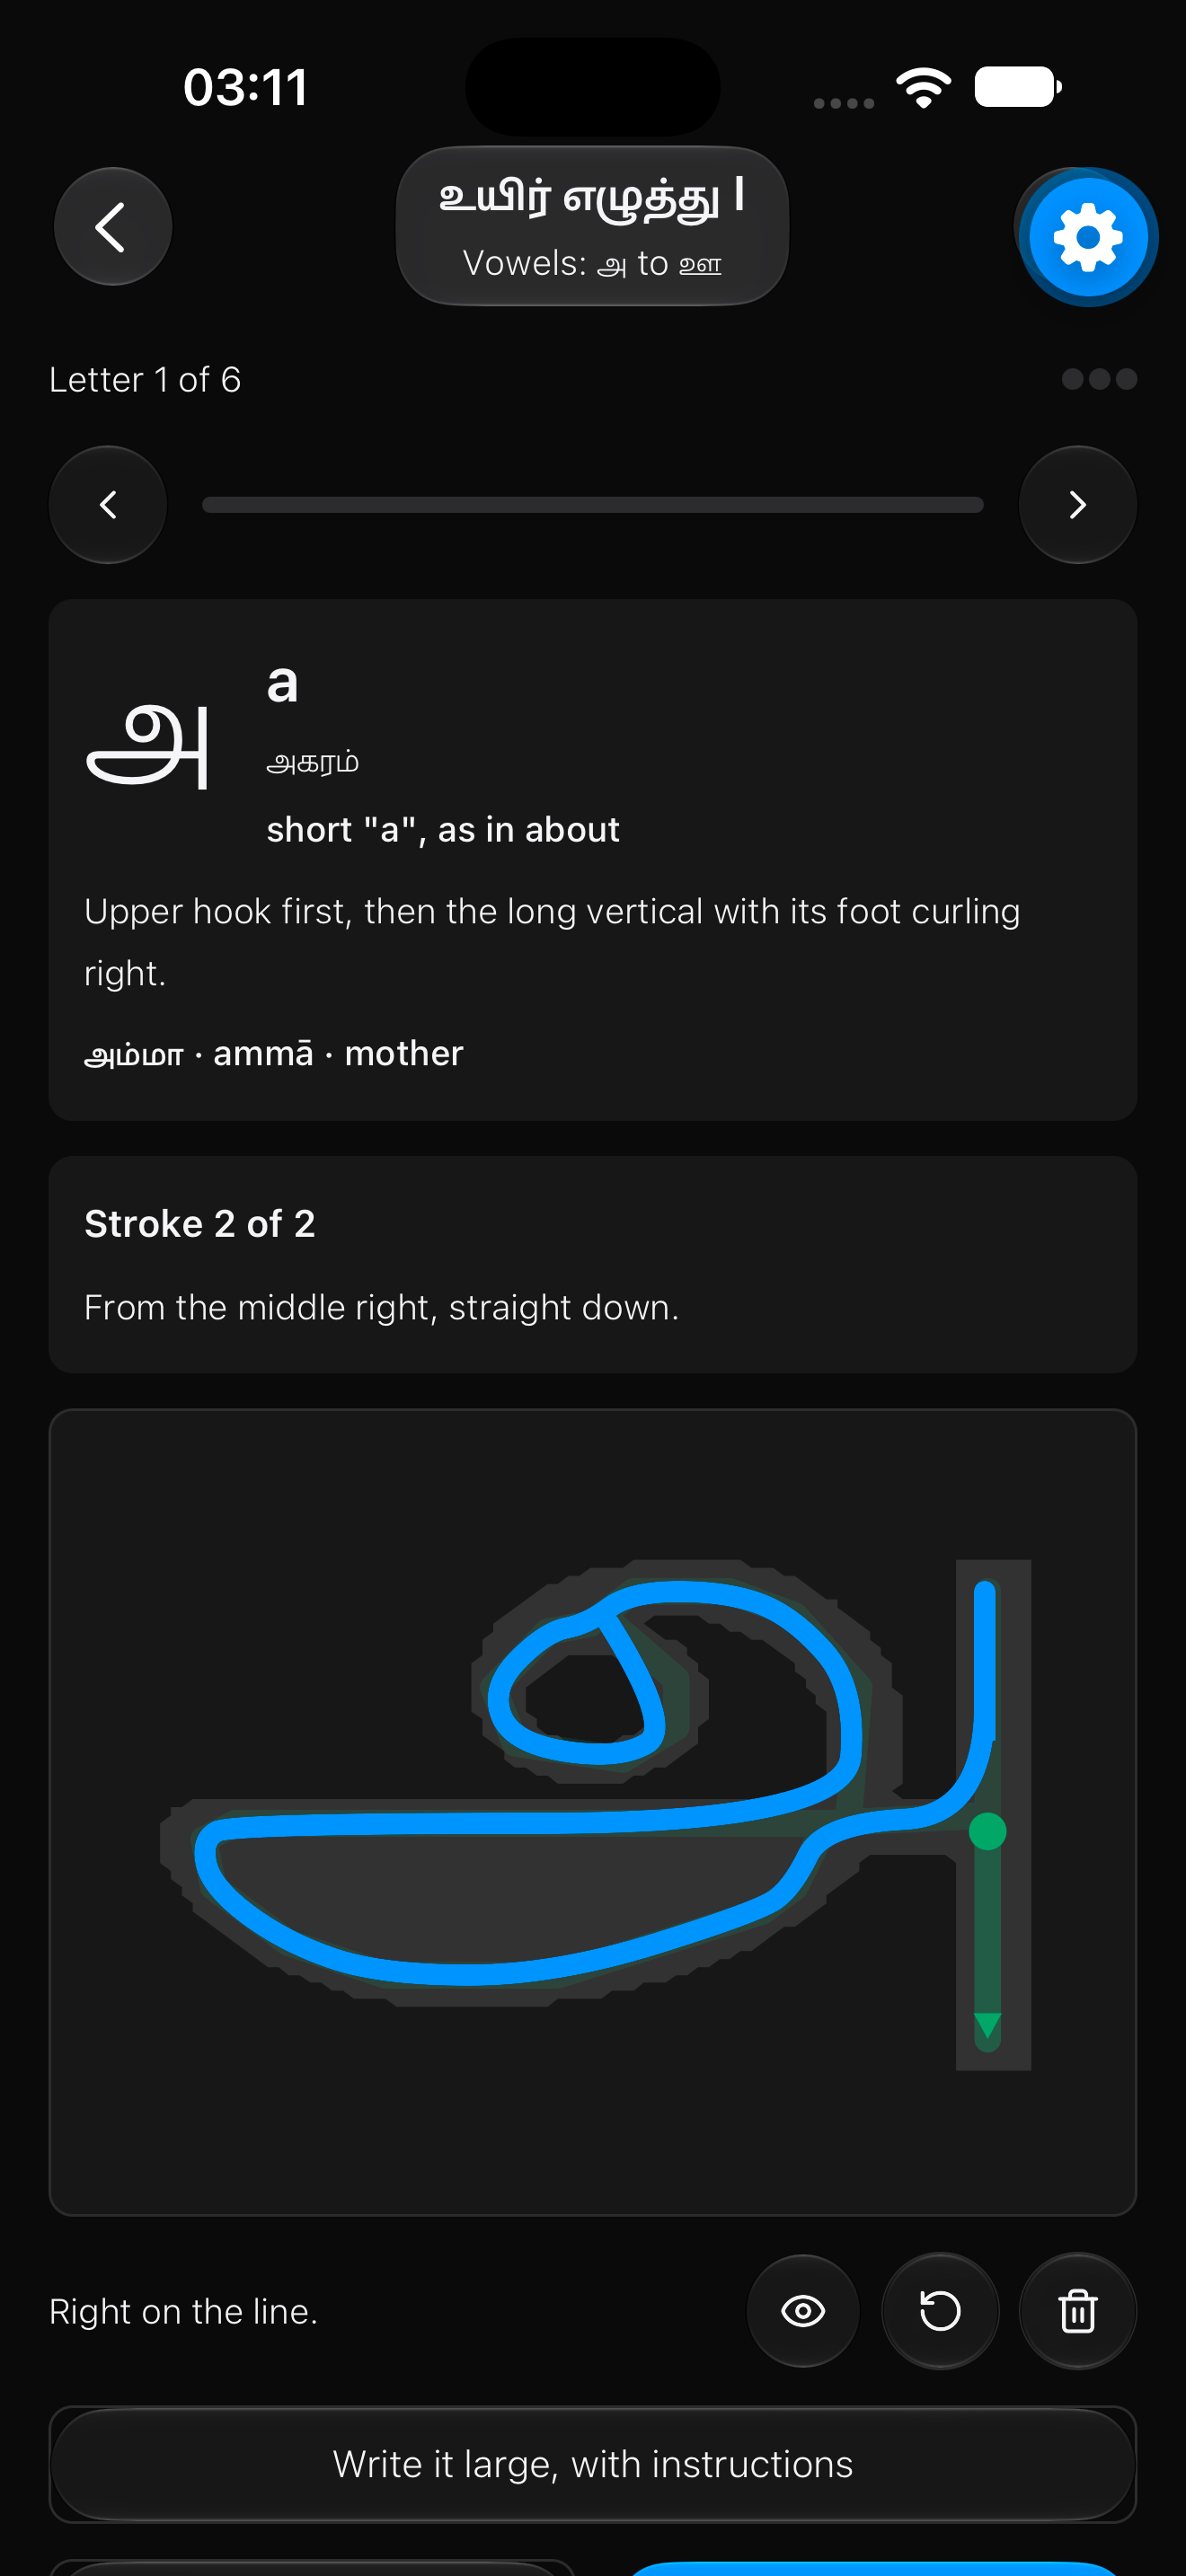 03:11
உயிர் எழுத்து I
Vowels: அ to ஊ
Letter 1 of 6
அ
a
அகரம்
short "a", as in about
Upper hook first, then the long vertical with its foot curling
right.
அம்மா · ammā · mother
Stroke 2 of 2
From the middle right, straight down.
Right on the line.
Write it large, with instructions